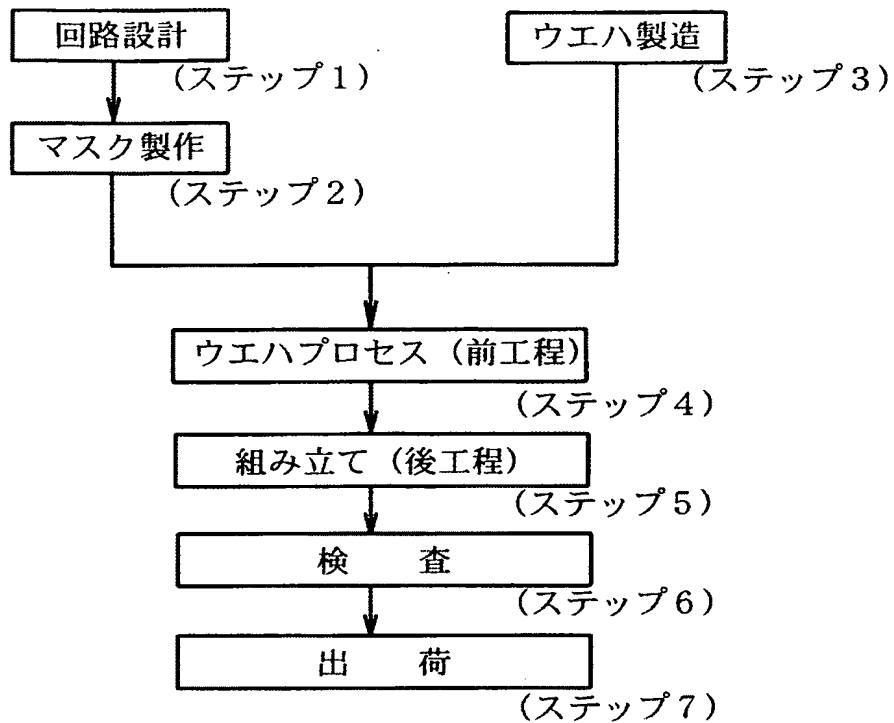 回路設計
(ステップ1)
ウエハ製造
(ステップ3)
マスク製作
(ステップ2)
ウエハプロセス (前工程)
(ステップ4)
組み立て (後工程)
(ステップ5)
検 査
(ステップ6)
出 荷
(ステップ7)